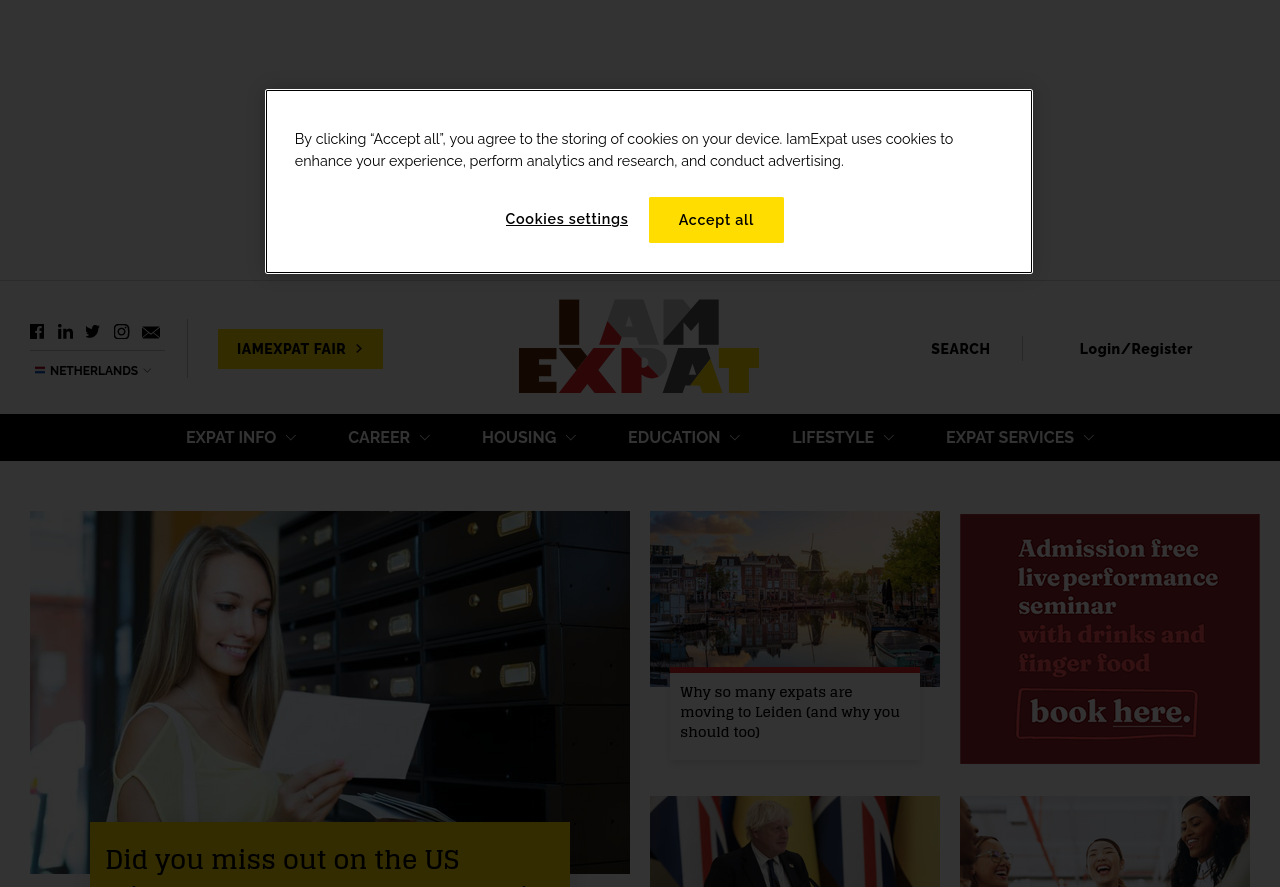 By clicking “Accept all”, you agree to the storing of cookies on your device. IamExpat uses cookies to
enhance your experience, perform analytics and research, and conduct advertising.
Cookies settings
Accept all
IAMEXPAT FAIR
NETHERLANDS
I AM
EXPAT
SEARCH
Login/Register
EXPAT INFO
CAREER
HOUSING
EDUCATION
LIFESTYLE
EXPAT SERVICES
Did you miss out on the US
Why so many expats are
moving to Leiden (and why you
should too)
Admission free
live performance
seminar
with drinks and
finger food
book here.